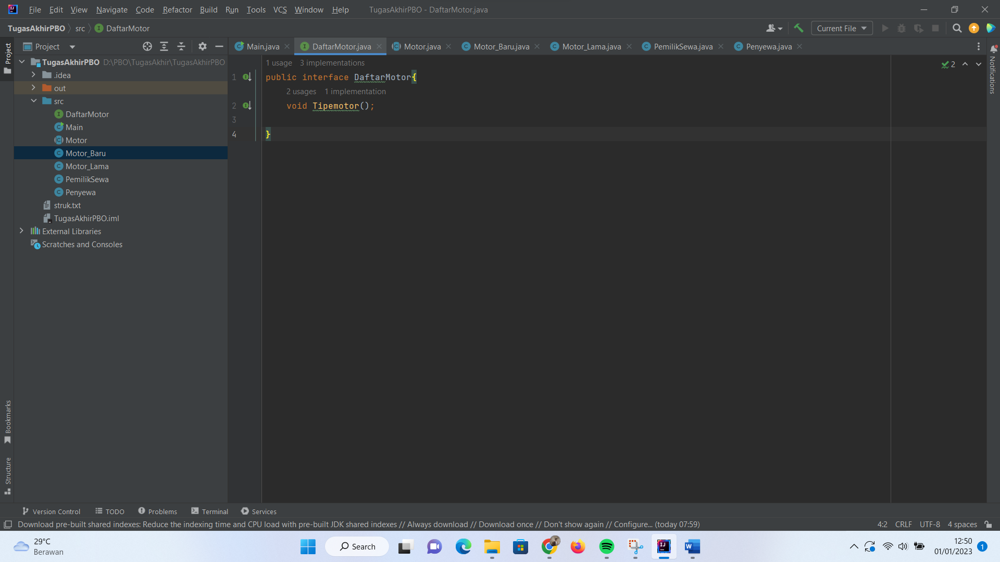 File Edit View Navigate Code Refactor Build Run Tools VCS Window Help TugasAkhirPBO - DaftarMotor.java
TugasAkhirPBO src DaftarMotor Current File
Project
Main.java DaftarMotor.java Motor.java Motor_Baru.java Motor_Lama.java PemilikSewa.java Penyewa.java
Project
TugasAkhirPBO D:\PBO\TugasAkhir\TugasAkhirPBO
.idea
out
src
DaftarMotor
Main
Motor
Motor_Baru
Motor_Lama
PemilikSewa
Penyewa
struk.txt
TugasAkhirPBO.iml
External Libraries
Scratches and Consoles
1 usage 3 implementations
1 public interface DaftarMotor{
2 usages 1 implementation
2 void Tipemotor();
3
4 }
2
Notifications
Bookmarks
Structure
Version Control TODO Problems Terminal Services
Download pre-built shared indexes: Reduce the indexing time and CPU load with pre-built JDK shared indexes // Always download // Download once // Don't show again // Configure... (today 07:59) 4:2 CRLF UTF-8 4 spaces
29°C
Berawan
Search
12:50
01/01/2023
1